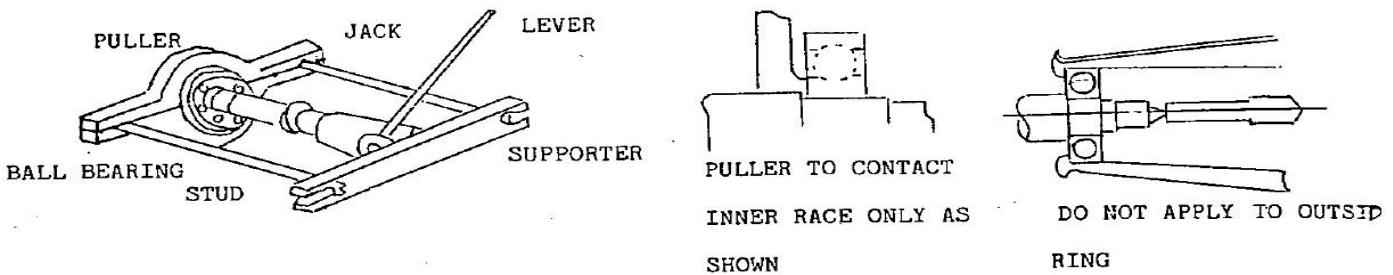 PULLER
JACK
LEVER
BALL BEARING
STUD
SUPPORTER
PULLER TO CONTACT
INNER RACE ONLY AS
SHOWN
DO NOT APPLY TO OUTSID
RING